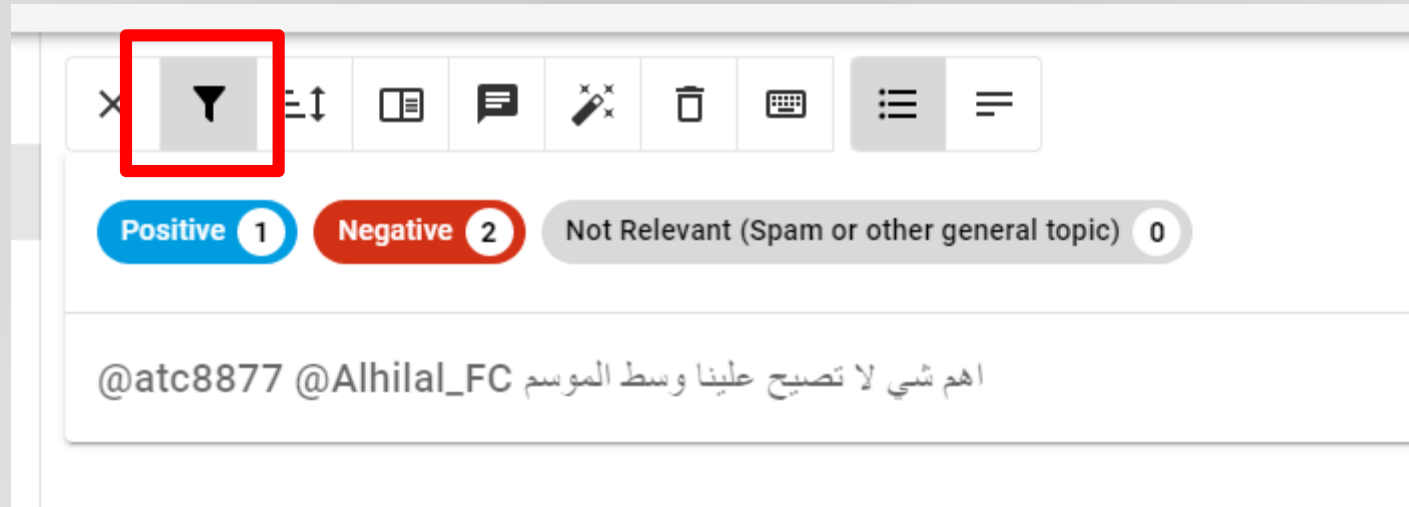 Positive 1 Negative 2 Not Relevant (Spam or other general topic) 0
@atc8877 @Alhilal_FC اهم شي لا تصيح علينا وسط الموسم